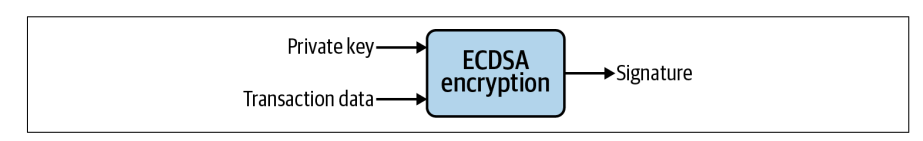 Private key
ECDSA
encryption
Signature
Transaction data